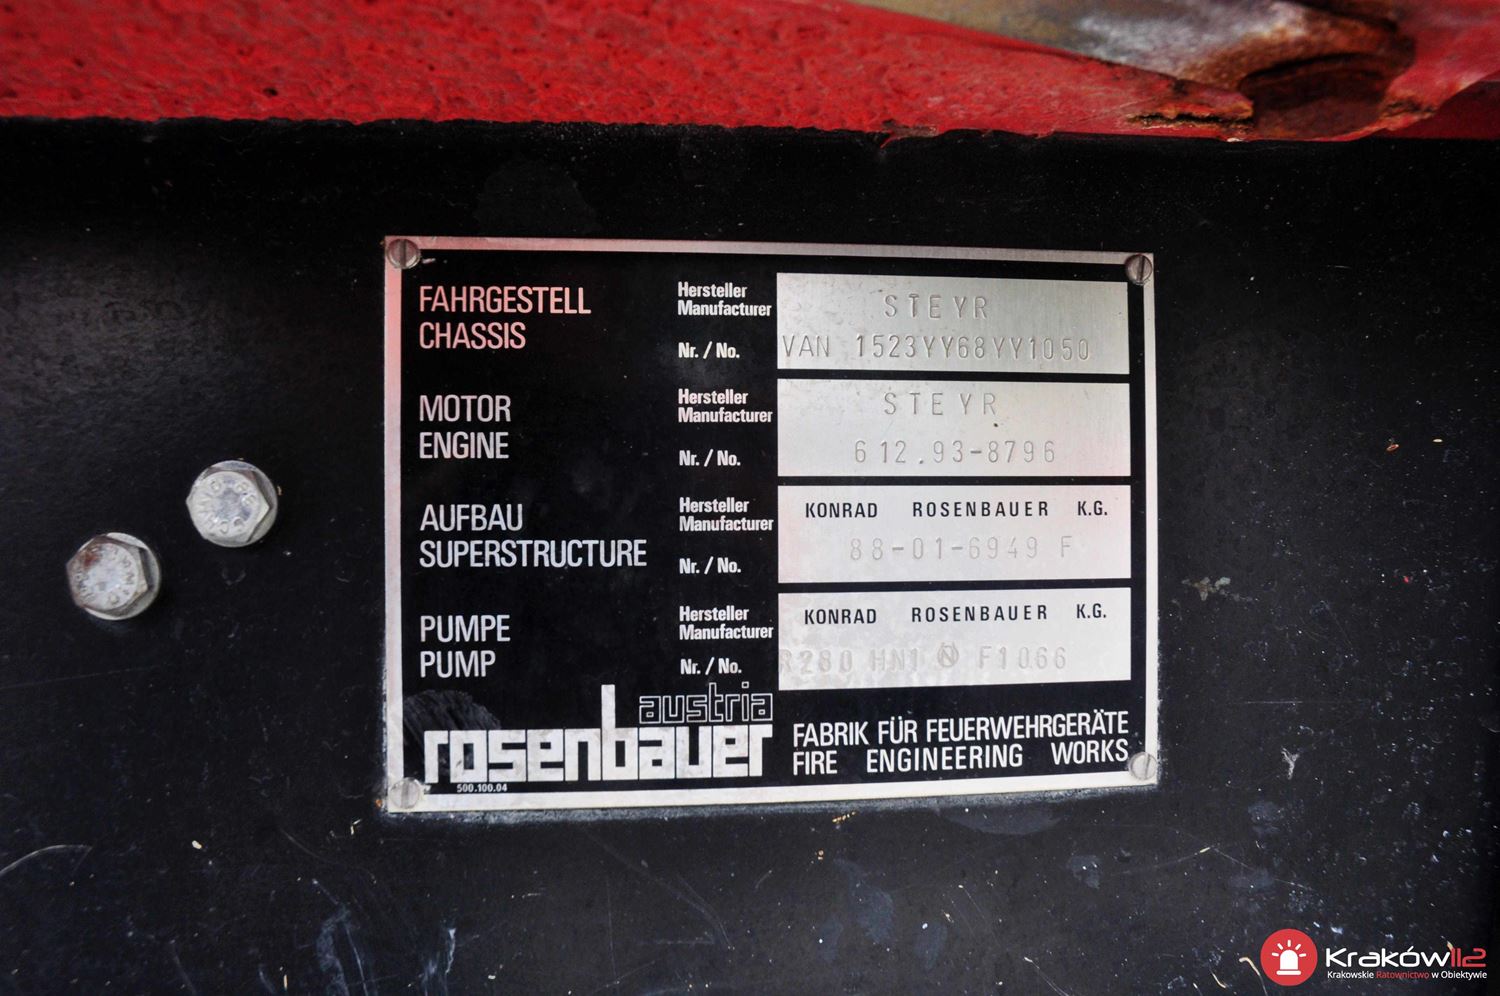 FAHRGESTELL
CHASSIS
Hersteller
Manufacturer
STEYR
Nr. / No.
VAN 1523YY68YY1050
MOTOR
ENGINE
Hersteller
Manufacturer
STEYR
Nr. / No.
612.93-8796
AUFBAU
SUPERSTRUCTURE
Hersteller
Manufacturer
KONRAD ROSENBAUER K.G.
Nr. / No.
88-01-6949 F
PUMPE
PUMP
Hersteller
Manufacturer
KONRAD ROSENBAUER K.G.
Nr. / No.
R280 HN1 F1066
austria
rosenbauer
500.100.04
FABRIK FÜR FEUERWEHRGERÄTE
FIRE ENGINEERING WORKS
Kraków112
Krakowskie Ratownictwo w Obiektywie